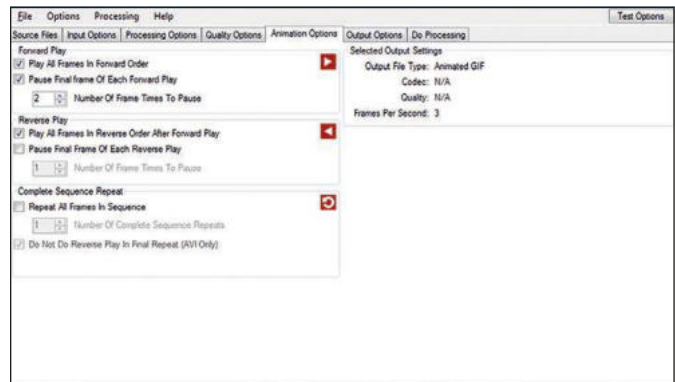 File Options Processing Help Test Options
Source Files Input Options Processing Options Quality Options Animation Options Output Options Do Processing
Forward Play
Play All Frames In Forward Order
Pause Final frame Of Each Forward Play
2 Number Of Frame Times To Pause
Reverse Play
Play All Frames In Reverse Order After Forward Play
Pause Final Frame Of Each Reverse Play
1 Number Of Frame Times To Pause
Complete Sequence Repeat
Repeat All Frames In Sequence
1 Number Of Complete Sequence Repeats
Do Not Do Reverse Play In Final Repeat (AVI Only)
Selected Output Settings
Output File Type: Animated GIF
Codec: N/A
Quality: N/A
Frames Per Second: 3